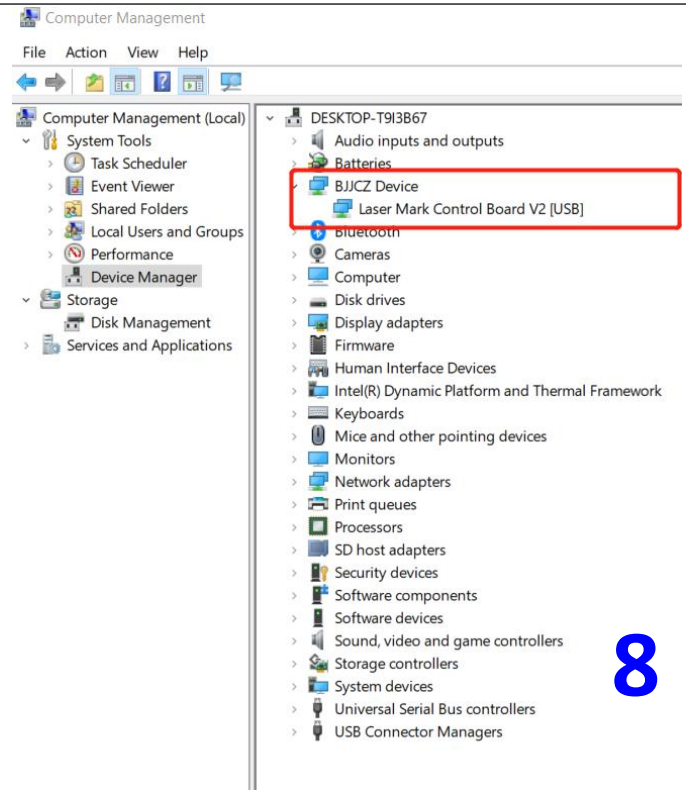 Computer Management
File Action View Help
Computer Management (Local)
System Tools
Task Scheduler
Event Viewer
Shared Folders
Local Users and Groups
Performance
Device Manager
Storage
Disk Management
Services and Applications
DESKTOP-T9I3B67
Audio inputs and outputs
Batteries
BJJCZ Device
Laser Mark Control Board V2 [USB]
Bluetooth
Cameras
Computer
Disk drives
Display adapters
Firmware
Human Interface Devices
Intel(R) Dynamic Platform and Thermal Framework
Keyboards
Mice and other pointing devices
Monitors
Network adapters
Print queues
Processors
SD host adapters
Security devices
Software components
Software devices
Sound, video and game controllers
Storage controllers
System devices
Universal Serial Bus controllers
USB Connector Managers
8